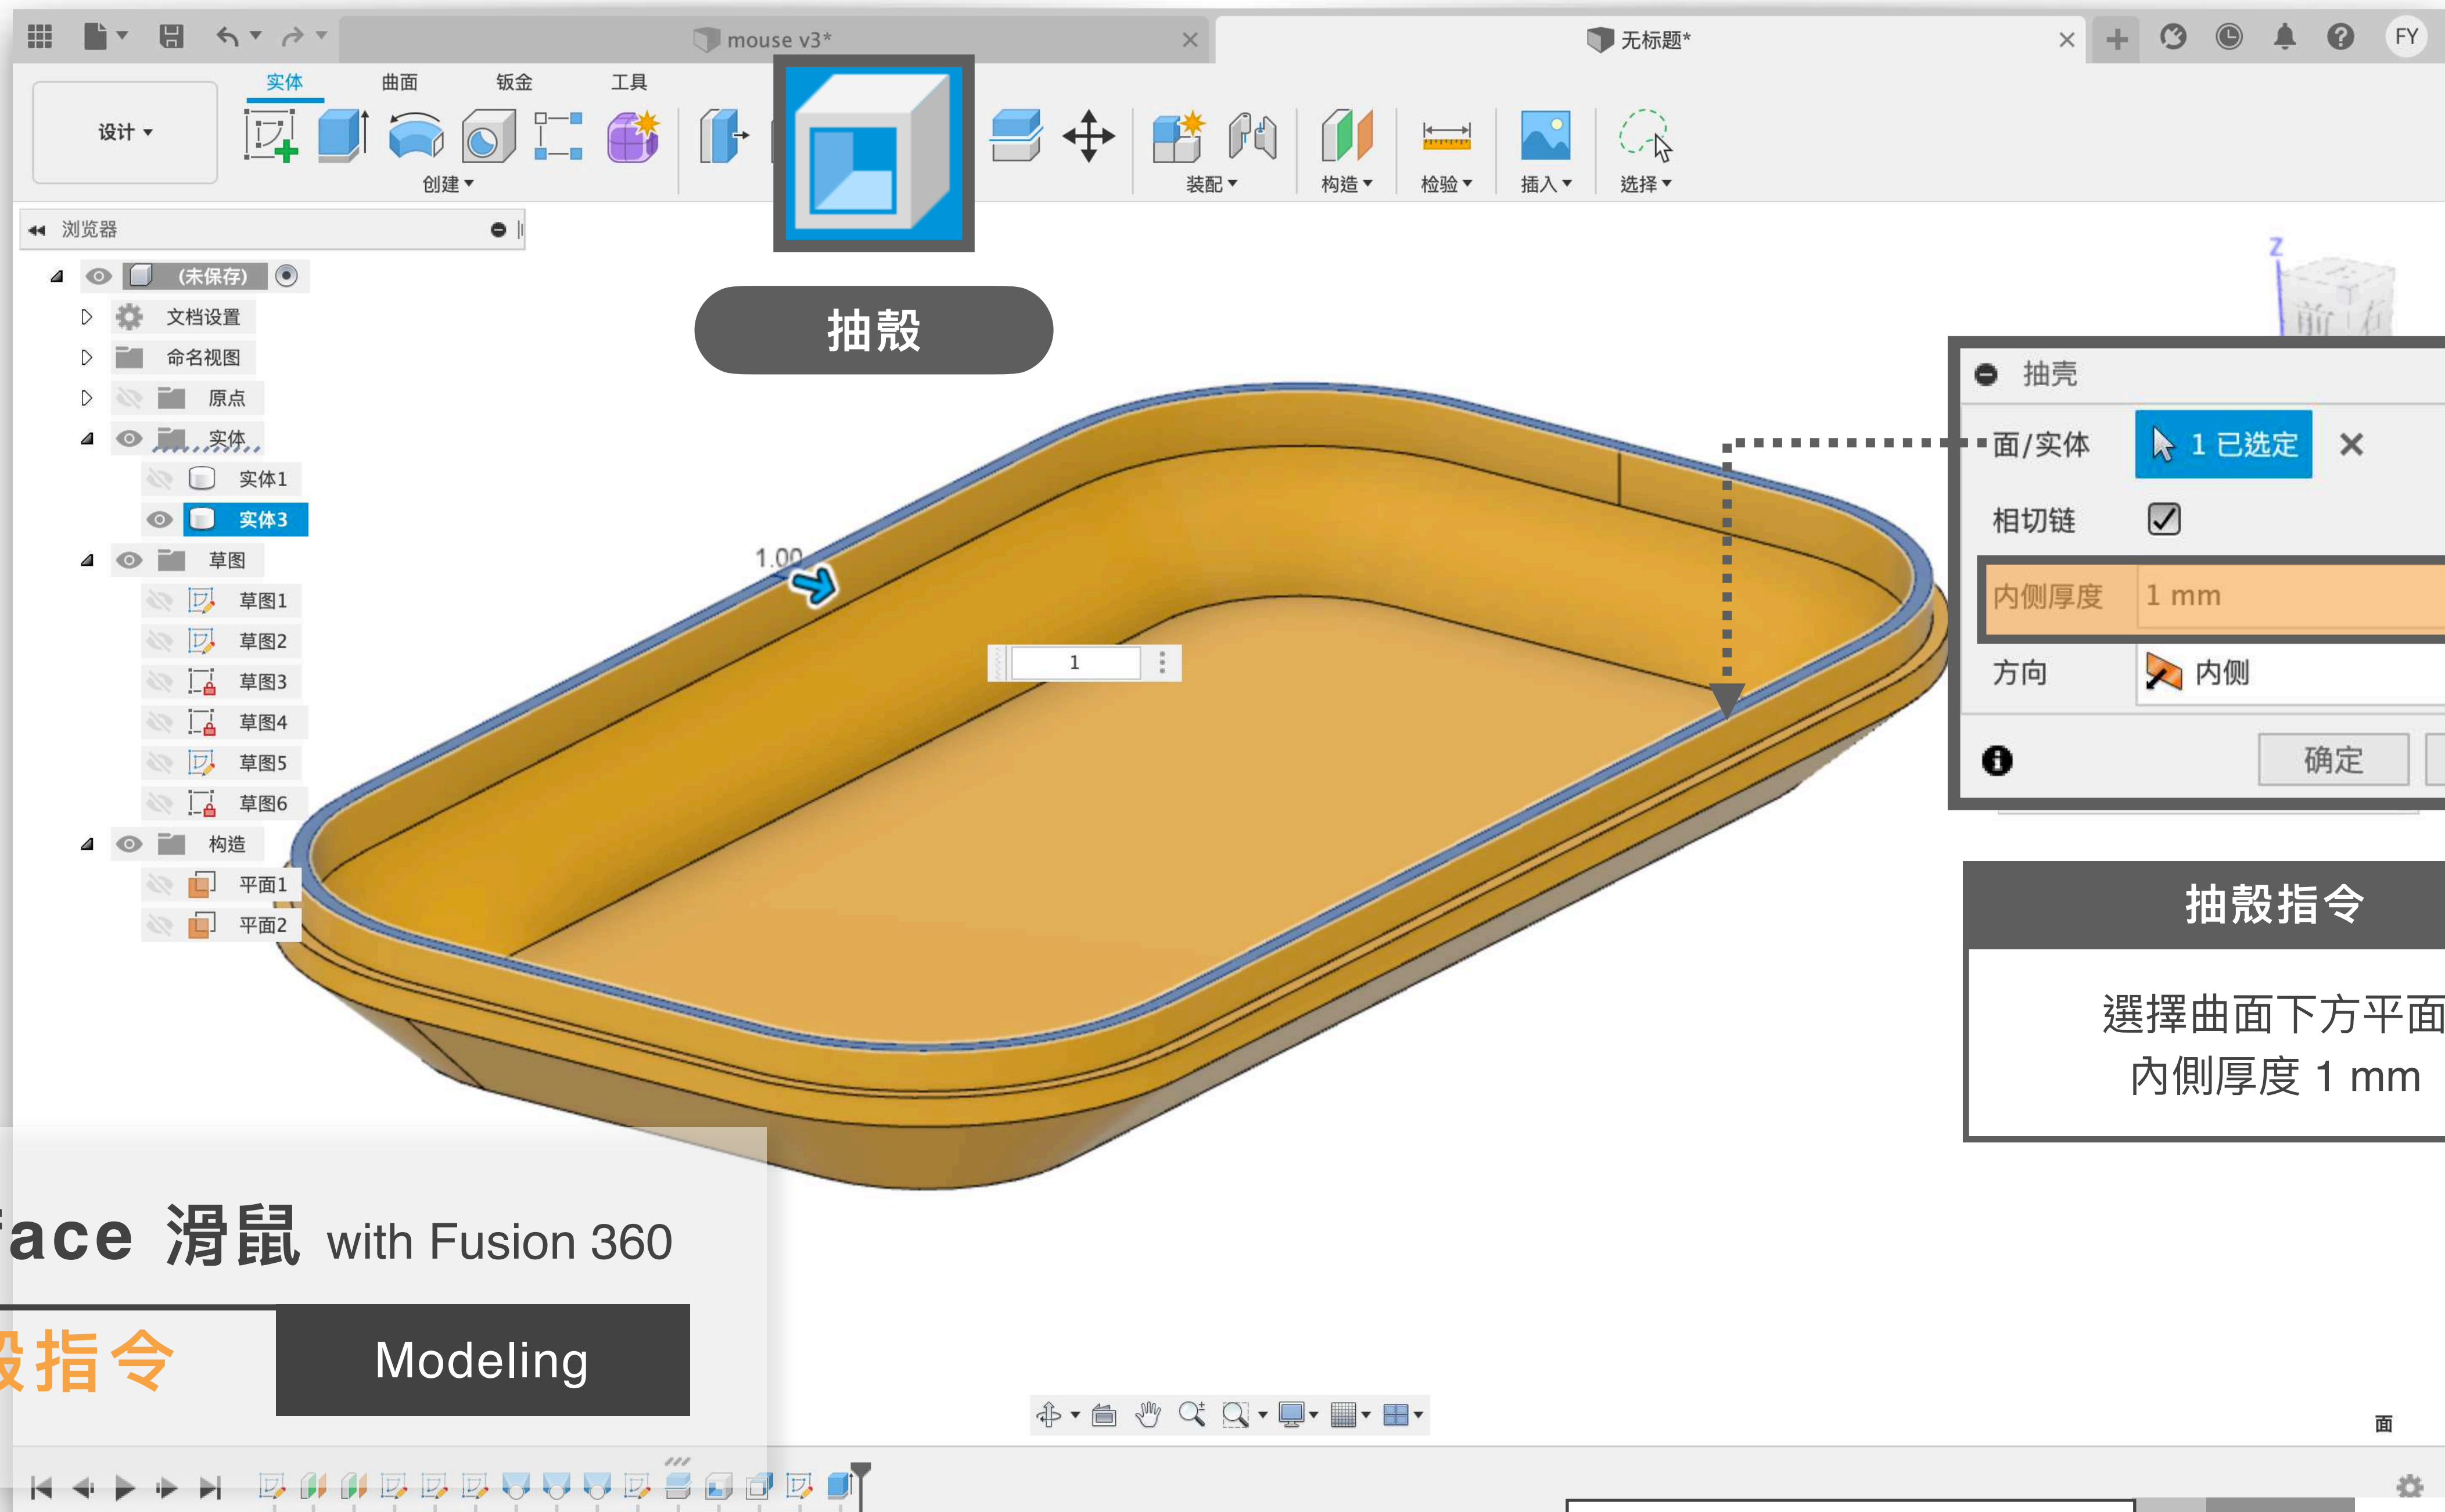 mouse v3*
无标题*
FY
设计
实体
曲面
钣金
工具
创建
装配
构造
检验
插入
选择
浏览器
(未保存)
文档设置
命名视图
原点
实体
实体1
实体3
草图
草图1
草图2
草图3
草图4
草图5
草图6
构造
平面1
平面2
抽殼
Z
1.00
1
抽壳
面/实体
1 已选定
相切链
内侧厚度
1 mm
方向
内侧
确定
抽殼指令
選擇曲面下方平面
內側厚度 1 mm
face 滑鼠 with Fusion 360
殼指令
Modeling
面